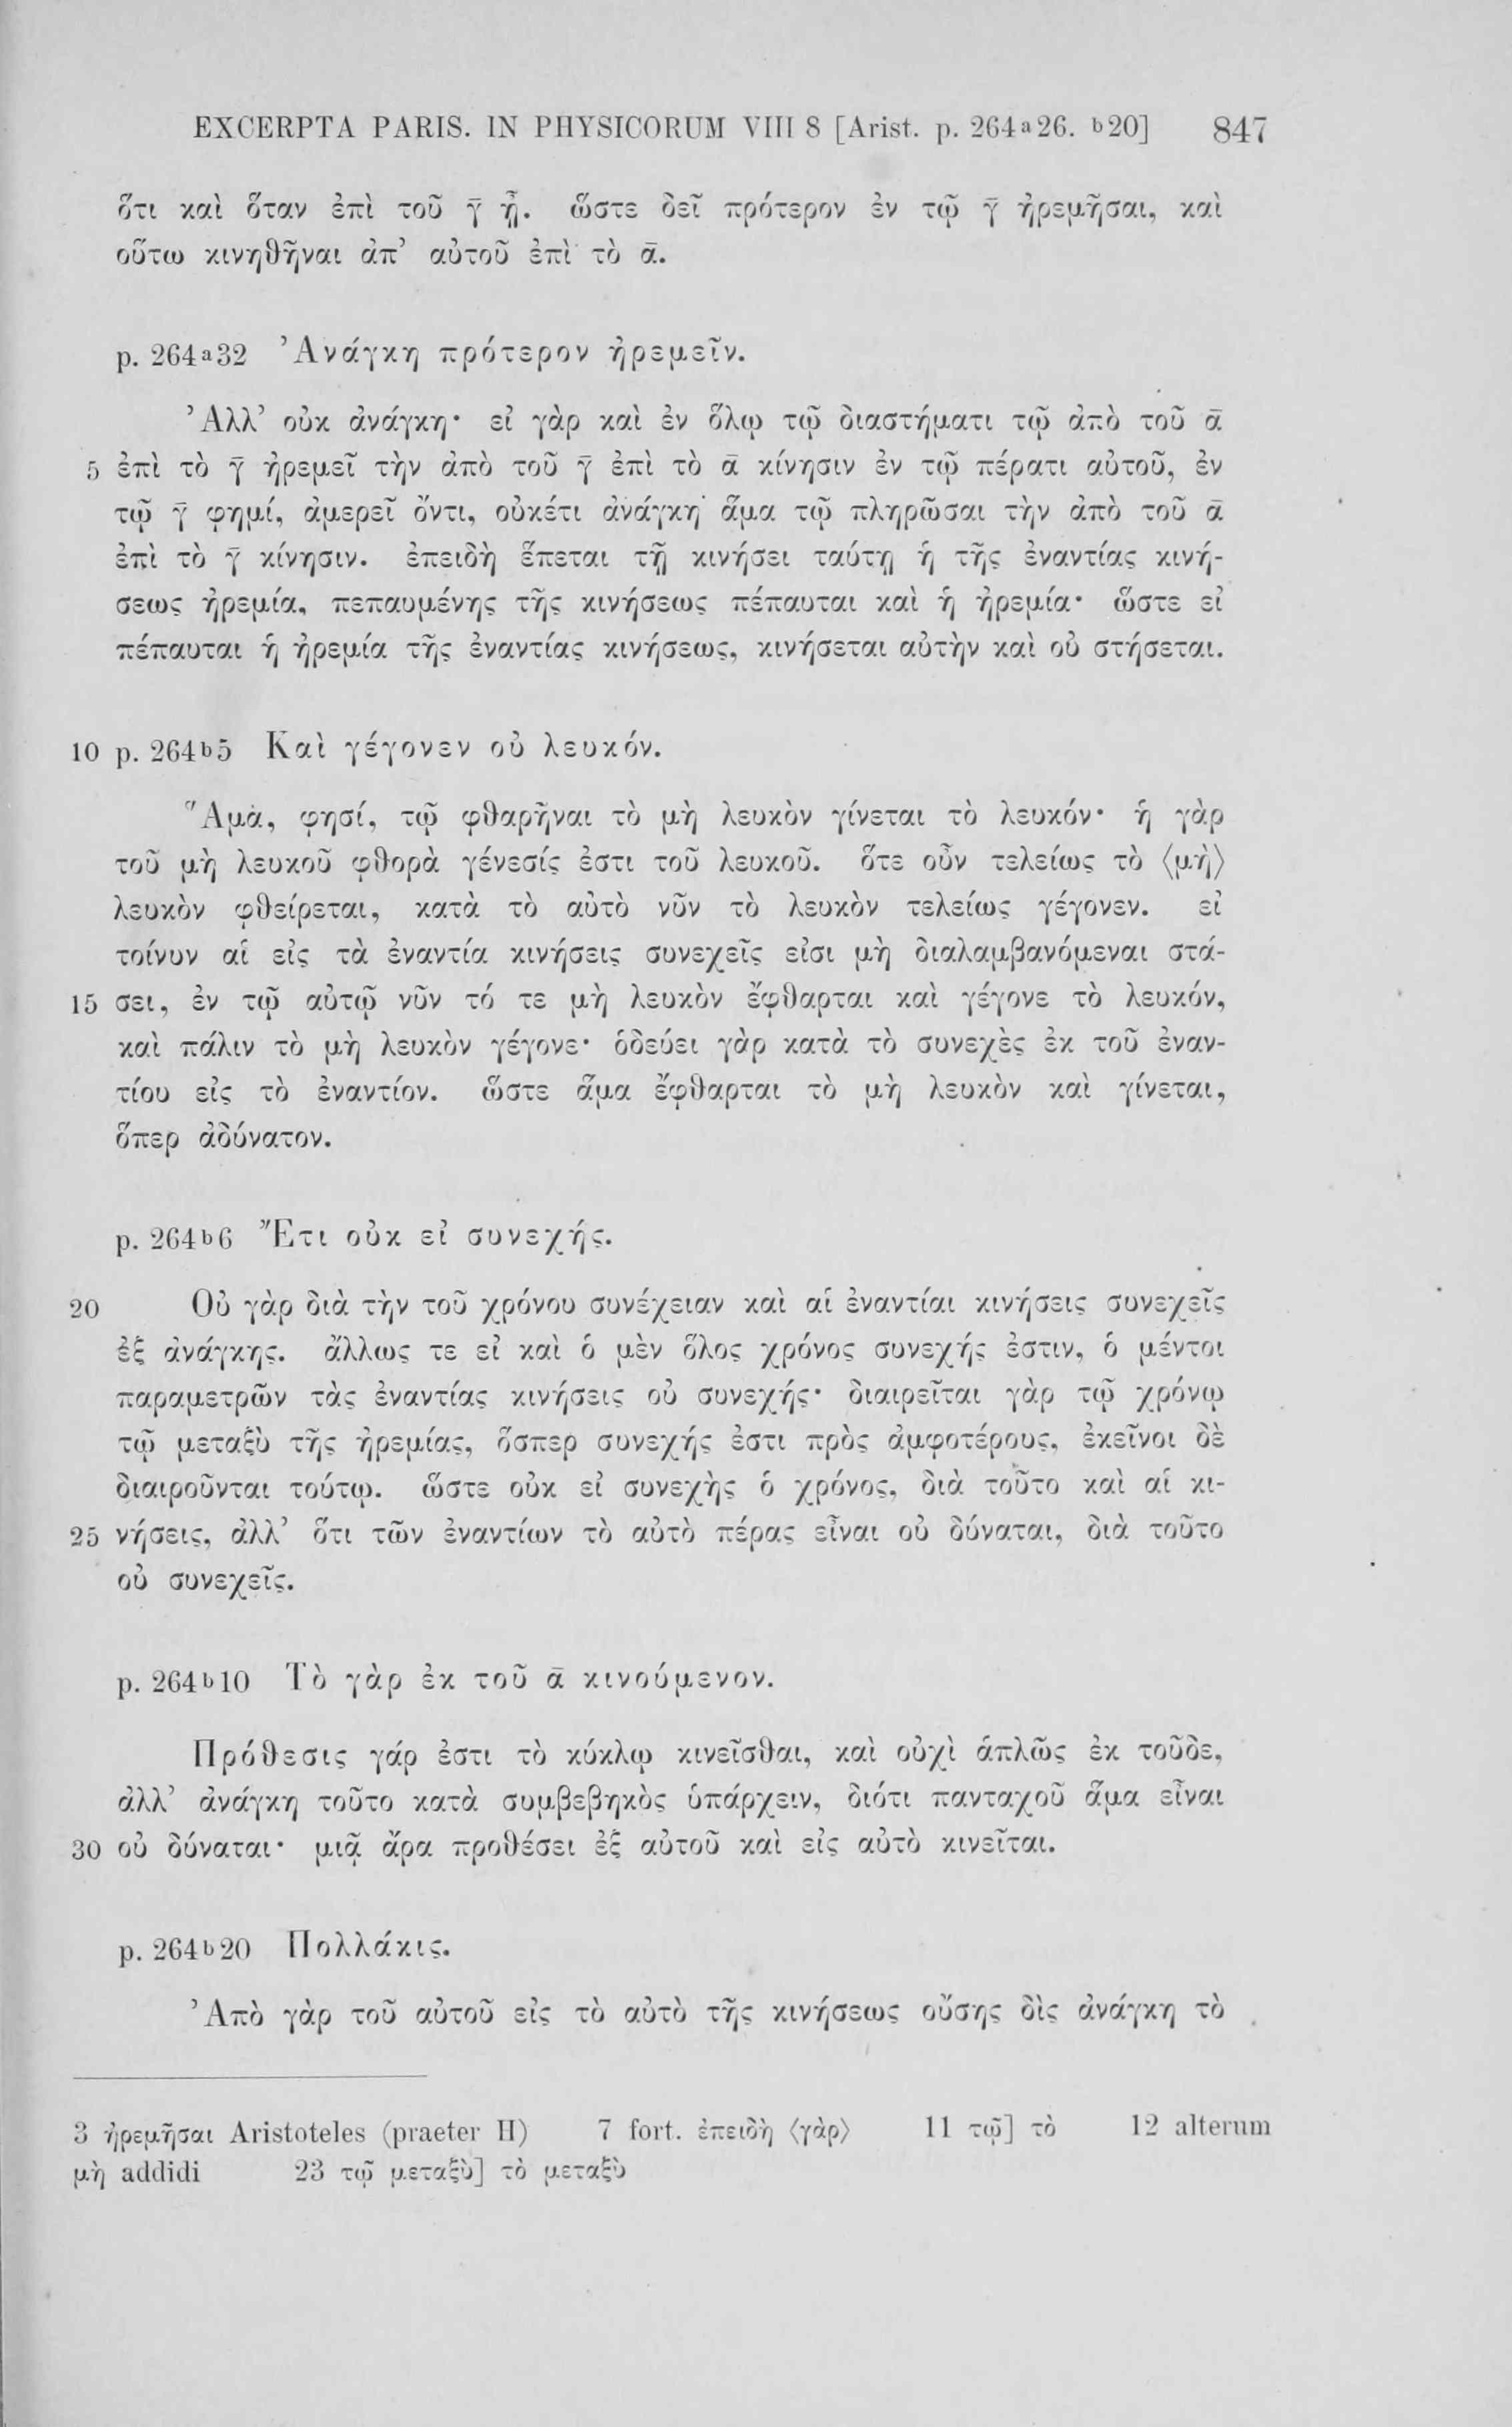 EXCERPTA PARIS. IN PHYSICORUM VIII 8 [Arist. p. 264ᵃ26. ᵇ20] 847
ὅτι καὶ ὅταν ἐπὶ τοῦ γ̄ ᾖ. ὥστε δεῖ πρότερον ἐν τῷ γ̄ ἠρεμῆσαι, καὶ
οὕτω κινηθῆναι ἀπ’ αὐτοῦ ἐπὶ τὸ ᾱ.
p. 264ᵃ32 Ἀνάγκη πρότερον ἠρεμεῖν.
Ἀλλ’ οὐκ ἀνάγκη· εἰ γὰρ καὶ ἐν ὅλῳ τῷ διαστήματι τῷ ἀπὸ τοῦ ᾱ
5 ἐπὶ τὸ γ̄ ἠρεμεῖ τὴν ἀπὸ τοῦ γ̄ ἐπὶ τὸ ᾱ κίνησιν ἐν τῷ πέρατι αὐτοῦ, ἐν
τῷ γ̄ φημί, ἀμερεῖ ὄντι, οὐκέτι ἀνάγκη ἅμα τῷ πληρῶσαι τὴν ἀπὸ τοῦ ᾱ
ἐπὶ τὸ γ̄ κίνησιν. ἐπειδὴ ἕπεται τῇ κινήσει ταύτῃ ἡ τῆς ἐναντίας κινή-
σεως ἠρεμία, πεπαυμένης τῆς κινήσεως πέπαυται καὶ ἡ ἠρεμία· ὥστε εἰ
πέπαυται ἡ ἠρεμία τῆς ἐναντίας κινήσεως, κινήσεται αὐτὴν καὶ οὐ στήσεται.
10 p. 264ᵇ5 Καὶ γέγονεν οὐ λευκόν.
Ἅμα, φησί, τῷ φθαρῆναι τὸ μὴ λευκὸν γίνεται τὸ λευκόν· ἡ γὰρ
τοῦ μὴ λευκοῦ φθορὰ γένεσίς ἐστι τοῦ λευκοῦ. ὅτε οὖν τελείως τὸ ⟨μὴ⟩
λευκὸν φθείρεται, κατὰ τὸ αὐτὸ νῦν τὸ λευκὸν τελείως γέγονεν. εἰ
τοίνυν αἱ εἰς τὰ ἐναντία κινήσεις συνεχεῖς εἰσι μὴ διαλαμβανόμεναι στά-
15 σει, ἐν τῷ αὐτῷ νῦν τό τε μὴ λευκὸν ἔφθαρται καὶ γέγονε τὸ λευκόν,
καὶ πάλιν τὸ μὴ λευκὸν γέγονε· ὁδεύει γὰρ κατὰ τὸ συνεχὲς ἐκ τοῦ ἐναν-
τίου εἰς τὸ ἐναντίον. ὥστε ἅμα ἔφθαρται τὸ μὴ λευκὸν καὶ γίνεται,
ὅπερ ἀδύνατον.
p. 264ᵇ6 Ἔτι οὐκ εἰ συνεχής.
20 Οὐ γὰρ διὰ τὴν τοῦ χρόνου συνέχειαν καὶ αἱ ἐναντίαι κινήσεις συνεχεῖς
ἐξ ἀνάγκης. ἄλλως τε εἰ καὶ ὁ μὲν ὅλος χρόνος συνεχής ἐστιν, ὁ μέντοι
παραμετρῶν τὰς ἐναντίας κινήσεις οὐ συνεχής· διαιρεῖται γὰρ τῷ χρόνῳ
τῷ μεταξὺ τῆς ἠρεμίας, ὅσπερ συνεχής ἐστι πρὸς ἀμφοτέρους, ἐκεῖνοι δὲ
διαιροῦνται τούτῳ. ὥστε οὐκ εἰ συνεχὴς ὁ χρόνος, διὰ τοῦτο καὶ αἱ κι-
25 νήσεις, ἀλλ’ ὅτι τῶν ἐναντίων τὸ αὐτὸ πέρας εἶναι οὐ δύναται, διὰ τοῦτο
οὐ συνεχεῖς.
p. 264ᵇ10 Τὸ γὰρ ἐκ τοῦ ᾱ κινούμενον.
Πρόθεσις γάρ ἐστι τὸ κύκλῳ κινεῖσθαι, καὶ οὐχὶ ἁπλῶς ἐκ τοῦδε,
ἀλλ’ ἀνάγκη τοῦτο κατὰ συμβεβηκὸς ὑπάρχειν, διότι πανταχοῦ ἅμα εἶναι
30 οὐ δύναται· μιᾷ ἄρα προθέσει ἐξ αὐτοῦ καὶ εἰς αὐτὸ κινεῖται.
p. 264ᵇ20 Πολλάκις.
Ἀπὸ γὰρ τοῦ αὐτοῦ εἰς τὸ αὐτὸ τῆς κινήσεως οὔσης δὶς ἀνάγκη τὸ
3 ἠρεμῆσαι Aristoteles (praeter H) 7 fort. ἐπειδὴ ⟨γὰρ⟩ 11 τῷ] τὸ 12 alterum
μὴ addidi 23 τῷ μεταξὺ] τὸ μεταξὺ